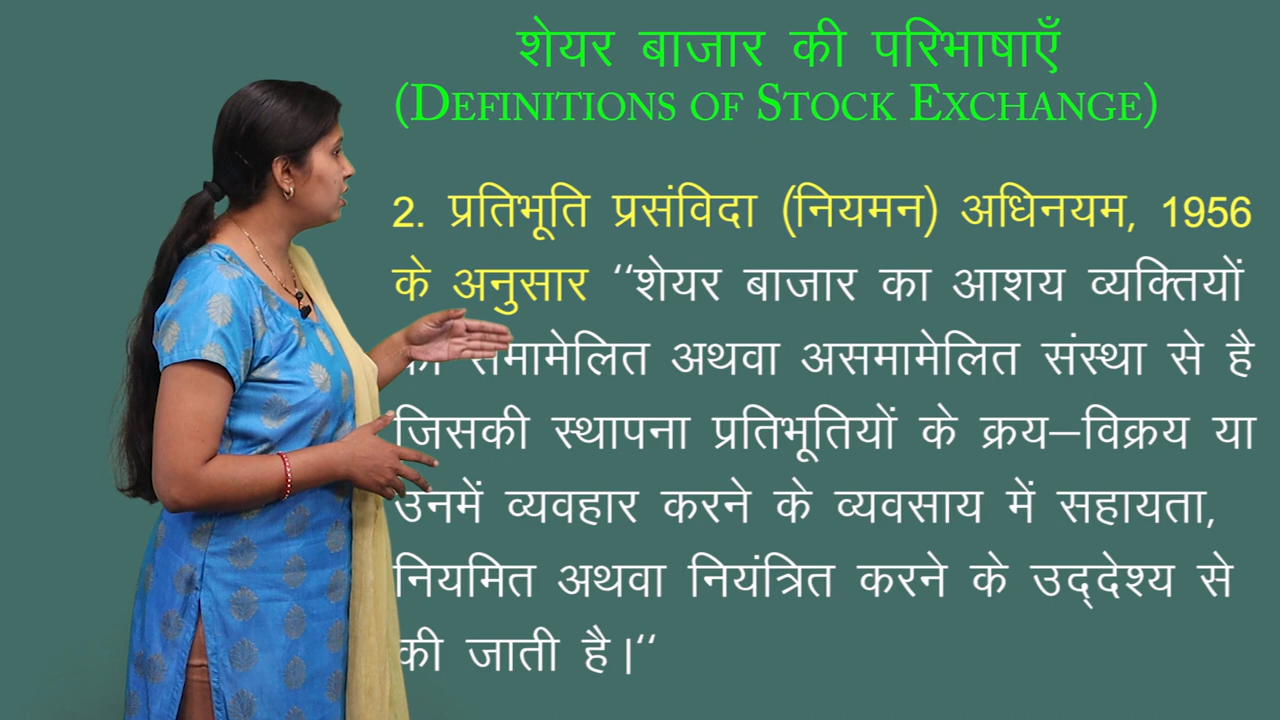 शेयर बाजार की परिभाषाएँ
(DEFINITIONS OF STOCK EXCHANGE)
2. प्रतिभूति प्रसंविदा (नियमन) अधिनयम, 1956
के अनुसार ‘‘शेयर बाजार का आशय व्यक्तियों
समामेलित अथवा असमामेलित संस्था से है
जिसकी स्थापना प्रतिभूतियों के क्रय–विक्रय या
उनमें व्यवहार करने के व्यवसाय में सहायता,
नियमित अथवा नियंत्रित करने के उद्देश्य से
की जाती है।‘‘